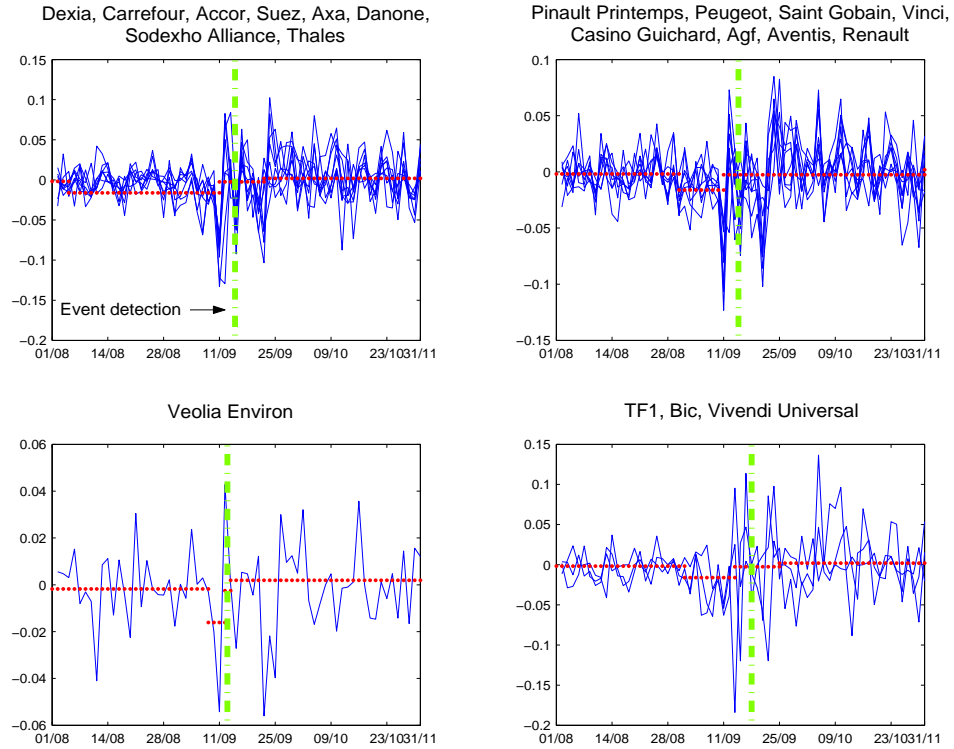 Dexia, Carrefour, Accor, Suez, Axa, Danone,
Sodexho Alliance, Thales
0.15
0.1
0.05
0
−0.05
−0.1
−0.15
−0.2
Event detection
01/08 14/08 28/08 11/09 25/09 09/10 23/10 31/11
Pinault Printemps, Peugeot, Saint Gobain, Vinci,
Casino Guichard, Agf, Aventis, Renault
0.1
0.05
0
−0.05
−0.1
−0.15
01/08 14/08 28/08 11/09 25/09 09/10 23/10 31/11
Veolia Environ
0.06
0.04
0.02
0
−0.02
−0.04
−0.06
01/08 14/08 28/08 11/09 25/09 09/10 23/10 31/11
TF1, Bic, Vivendi Universal
0.15
0.1
0.05
0
−0.05
−0.1
−0.15
−0.2
01/08 14/08 28/08 11/09 25/09 09/10 23/10 31/11